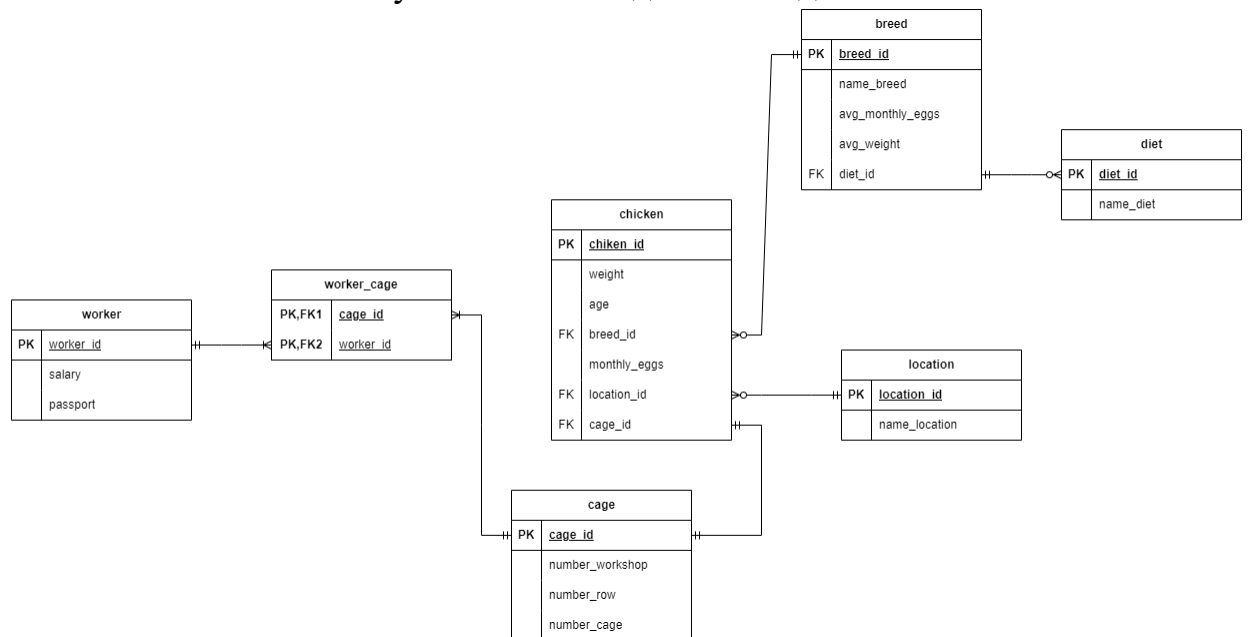 breed
PK breed_id
name_breed
avg_monthly_eggs
avg_weight
FK diet_id
diet
PK diet_id
name_diet
chicken
PK chiken_id
weight
age
FK breed_id
monthly_eggs
FK location_id
FK cage_id
worker_cage
PK,FK1 cage_id
PK,FK2 worker_id
worker
PK worker_id
salary
passport
location
PK location_id
name_location
cage
PK cage_id
number_workshop
number_row
number_cage